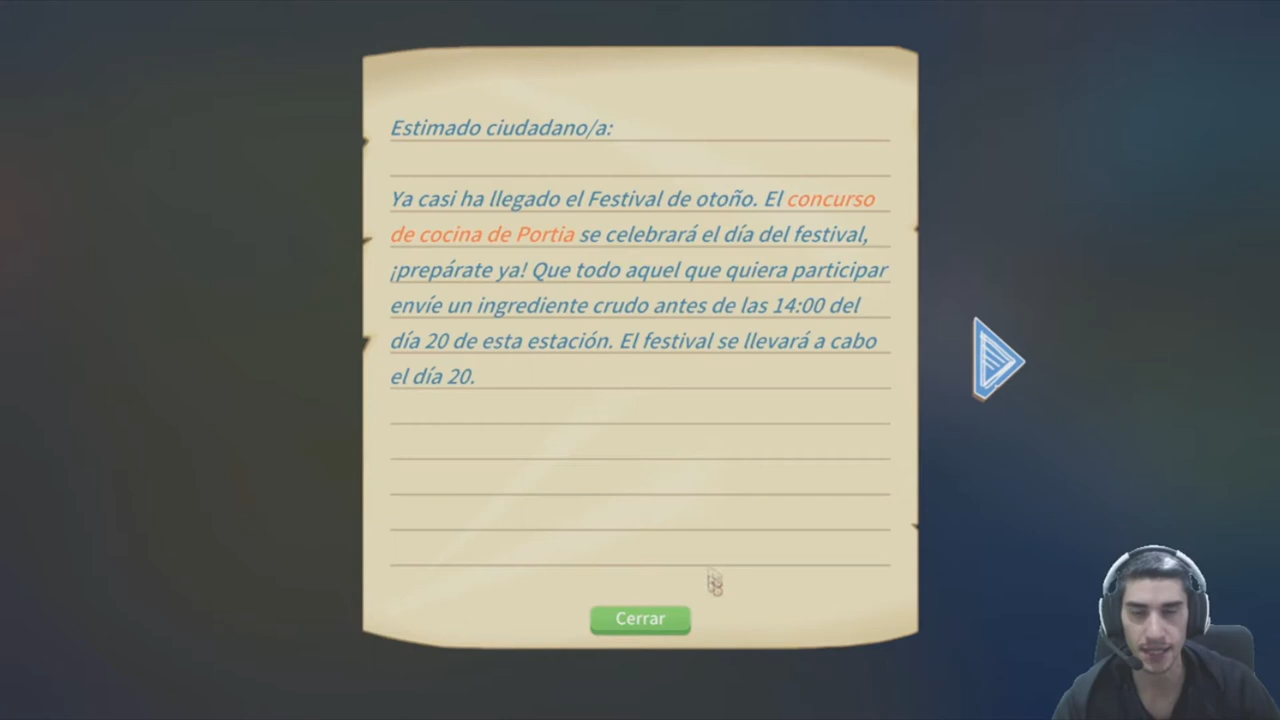 Estimado ciudadano/a:
Ya casi ha llegado el Festival de otoño. El concurso
de cocina de Portia se celebrará el día del festival,
¡prepárate ya! Que todo aquel que quiera participar
envíe un ingrediente crudo antes de las 14:00 del
día 20 de esta estación. El festival se llevará a cabo
el día 20.
Cerrar